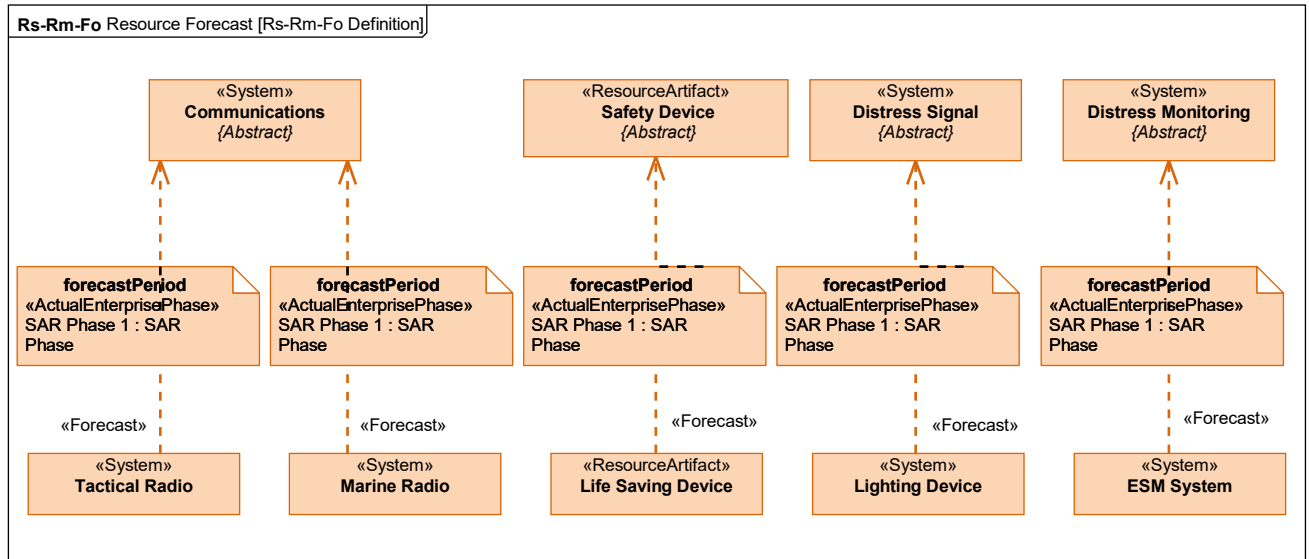 Rs-Rm-Fo Resource Forecast [Rs-Rm-Fo Definition]
«System»
Communications
{Abstract}
«ResourceArtifact»
Safety Device
{Abstract}
«System»
Distress Signal
{Abstract}
«System»
Distress Monitoring
{Abstract}
forecastPeriod
«ActualEnterprisePhase»
SAR Phase 1 : SAR
Phase
forecastPeriod
«ActualEnterprisePhase»
SAR Phase 1 : SAR
Phase
forecastPeriod
«ActualEnterprisePhase»
SAR Phase 1 : SAR
Phase
forecastPeriod
«ActualEnterprisePhase»
SAR Phase 1 : SAR
Phase
forecastPeriod
«ActualEnterprisePhase»
SAR Phase 1 : SAR
Phase
«Forecast»
«Forecast»
«Forecast»
«Forecast»
«Forecast»
«System»
Tactical Radio
«System»
Marine Radio
«ResourceArtifact»
Life Saving Device
«System»
Lighting Device
«System»
ESM System